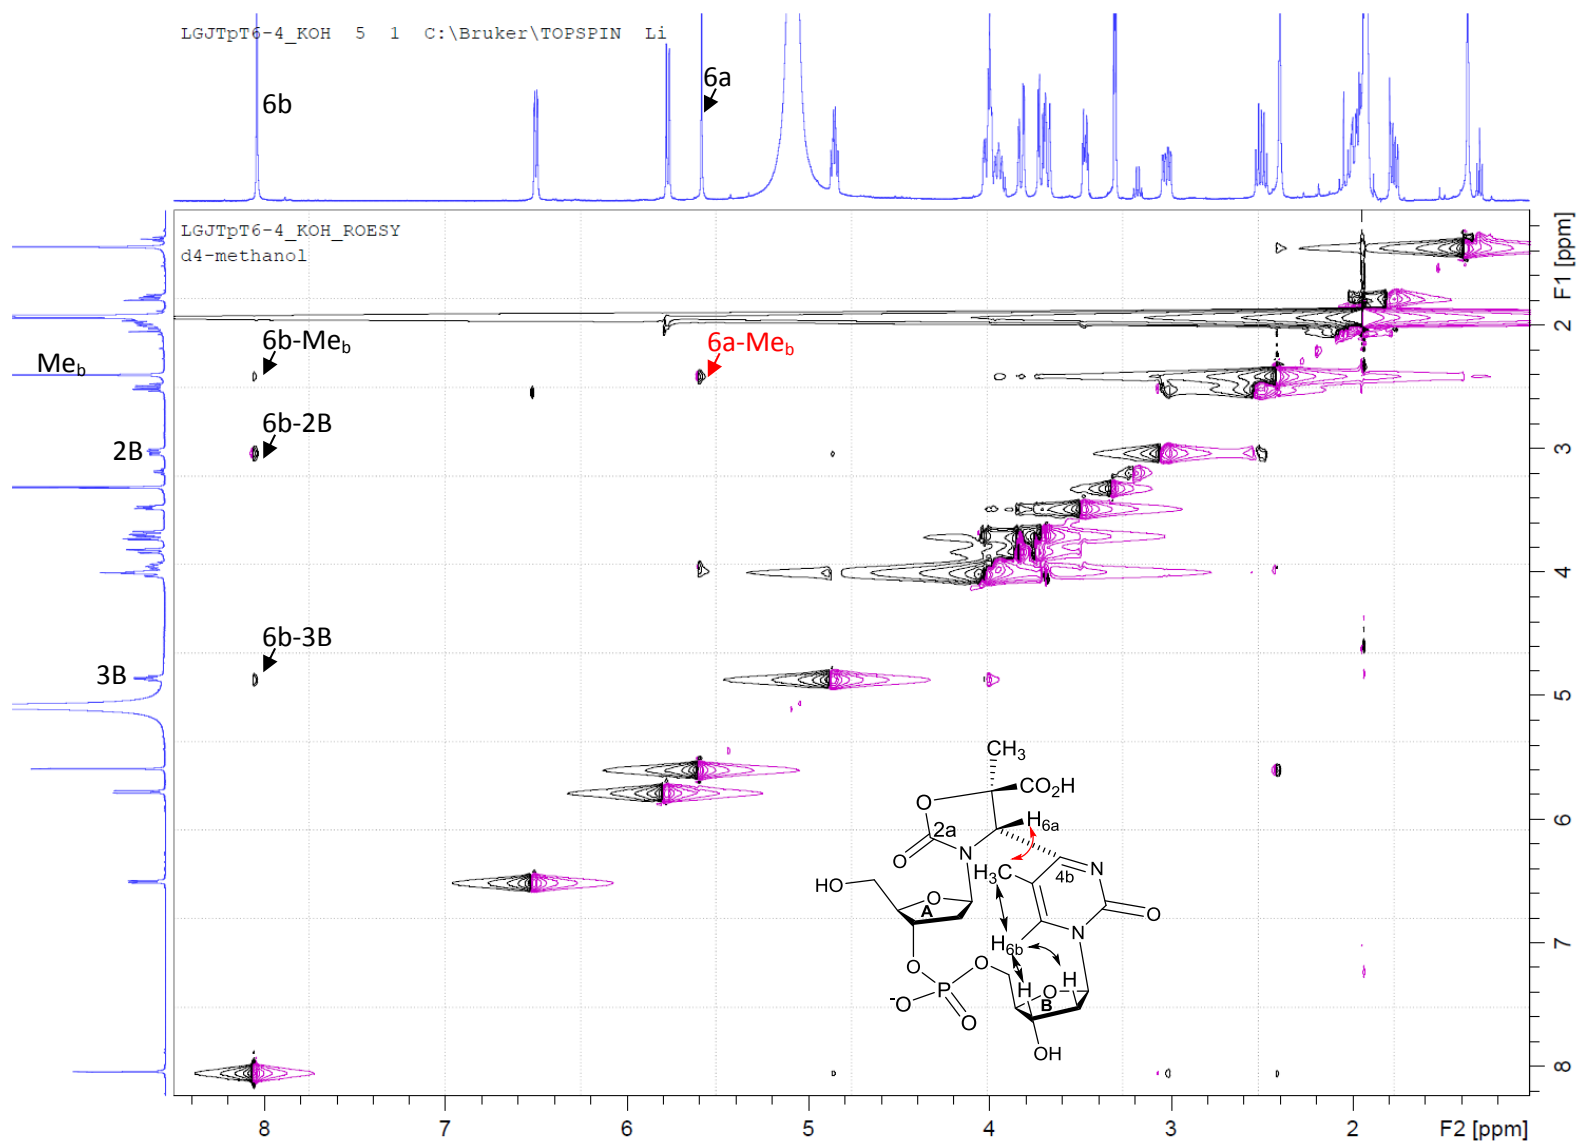 LGJTpT6-4_KOH 5 1 C:\Bruker\TOPSPIN Li
6b
6a
LGJTpT6-4_KOH_ROESY
d4-methanol
F1 [ppm]
6b-Meb
6a-Meb
Meb
6b-2B
2B
6b-3B
3B
2
3
4
5
6
7
8
CH3
O
CO2H
2a
H6a
O
N
H3C
4b
N
HO
O
A
N
O
H6b
O
O
H
H
O
B
-O
P
O
OH
8
7
6
5
4
3
2
F2 [ppm]